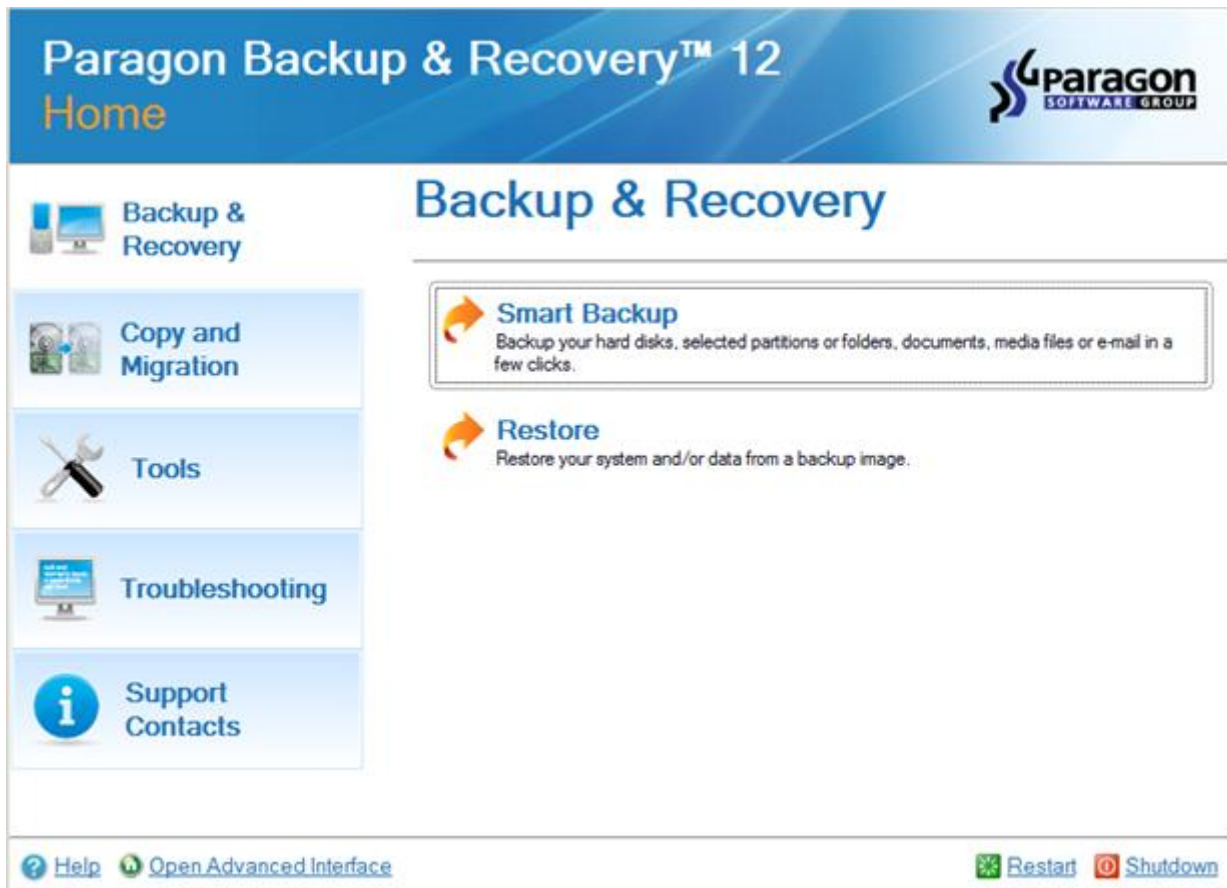 Paragon Backup & Recovery™ 12
Home
Paragon
SOFTWARE GROUP
Backup &
Recovery
Copy and
Migration
Tools
Troubleshooting
Support
Contacts
Backup & Recovery
Smart Backup
Backup your hard disks, selected partitions or folders, documents, media files or e-mail in a
few clicks.
Restore
Restore your system and/or data from a backup image.
Help
Open Advanced Interface
Restart
Shutdown